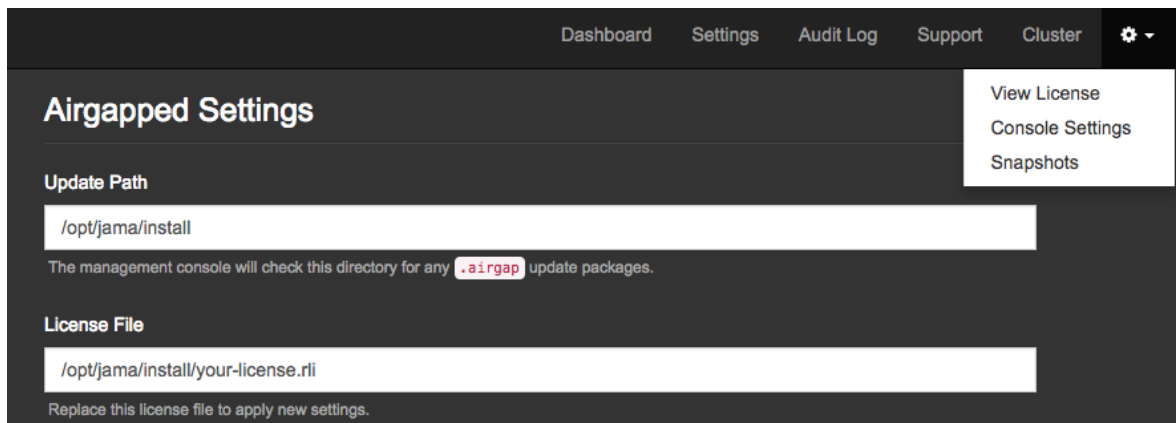 Dashboard Settings Audit Log Support Cluster
View License
Console Settings
Snapshots
Airgapped Settings
Update Path
/opt/jama/install
The management console will check this directory for any .airgap update packages.
License File
/opt/jama/install/your-license.rli
Replace this license file to apply new settings.